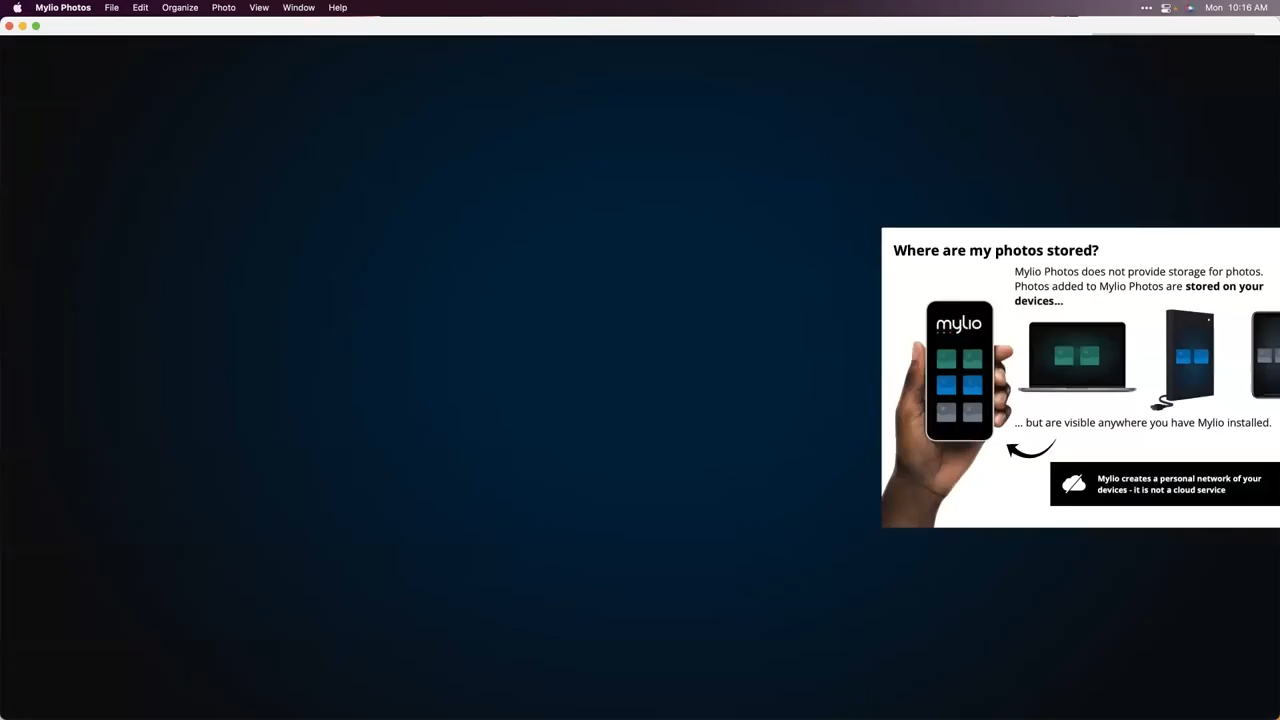 Mylio Photos File Edit Organize Photo View Window Help Mon 10:16 AM
Where are my photos stored?
Mylio Photos does not provide storage for photos.
Photos added to Mylio Photos are stored on your
devices...
mylio
... but are visible anywhere you have Mylio installed.
Mylio creates a personal network of your
devices - it is not a cloud service